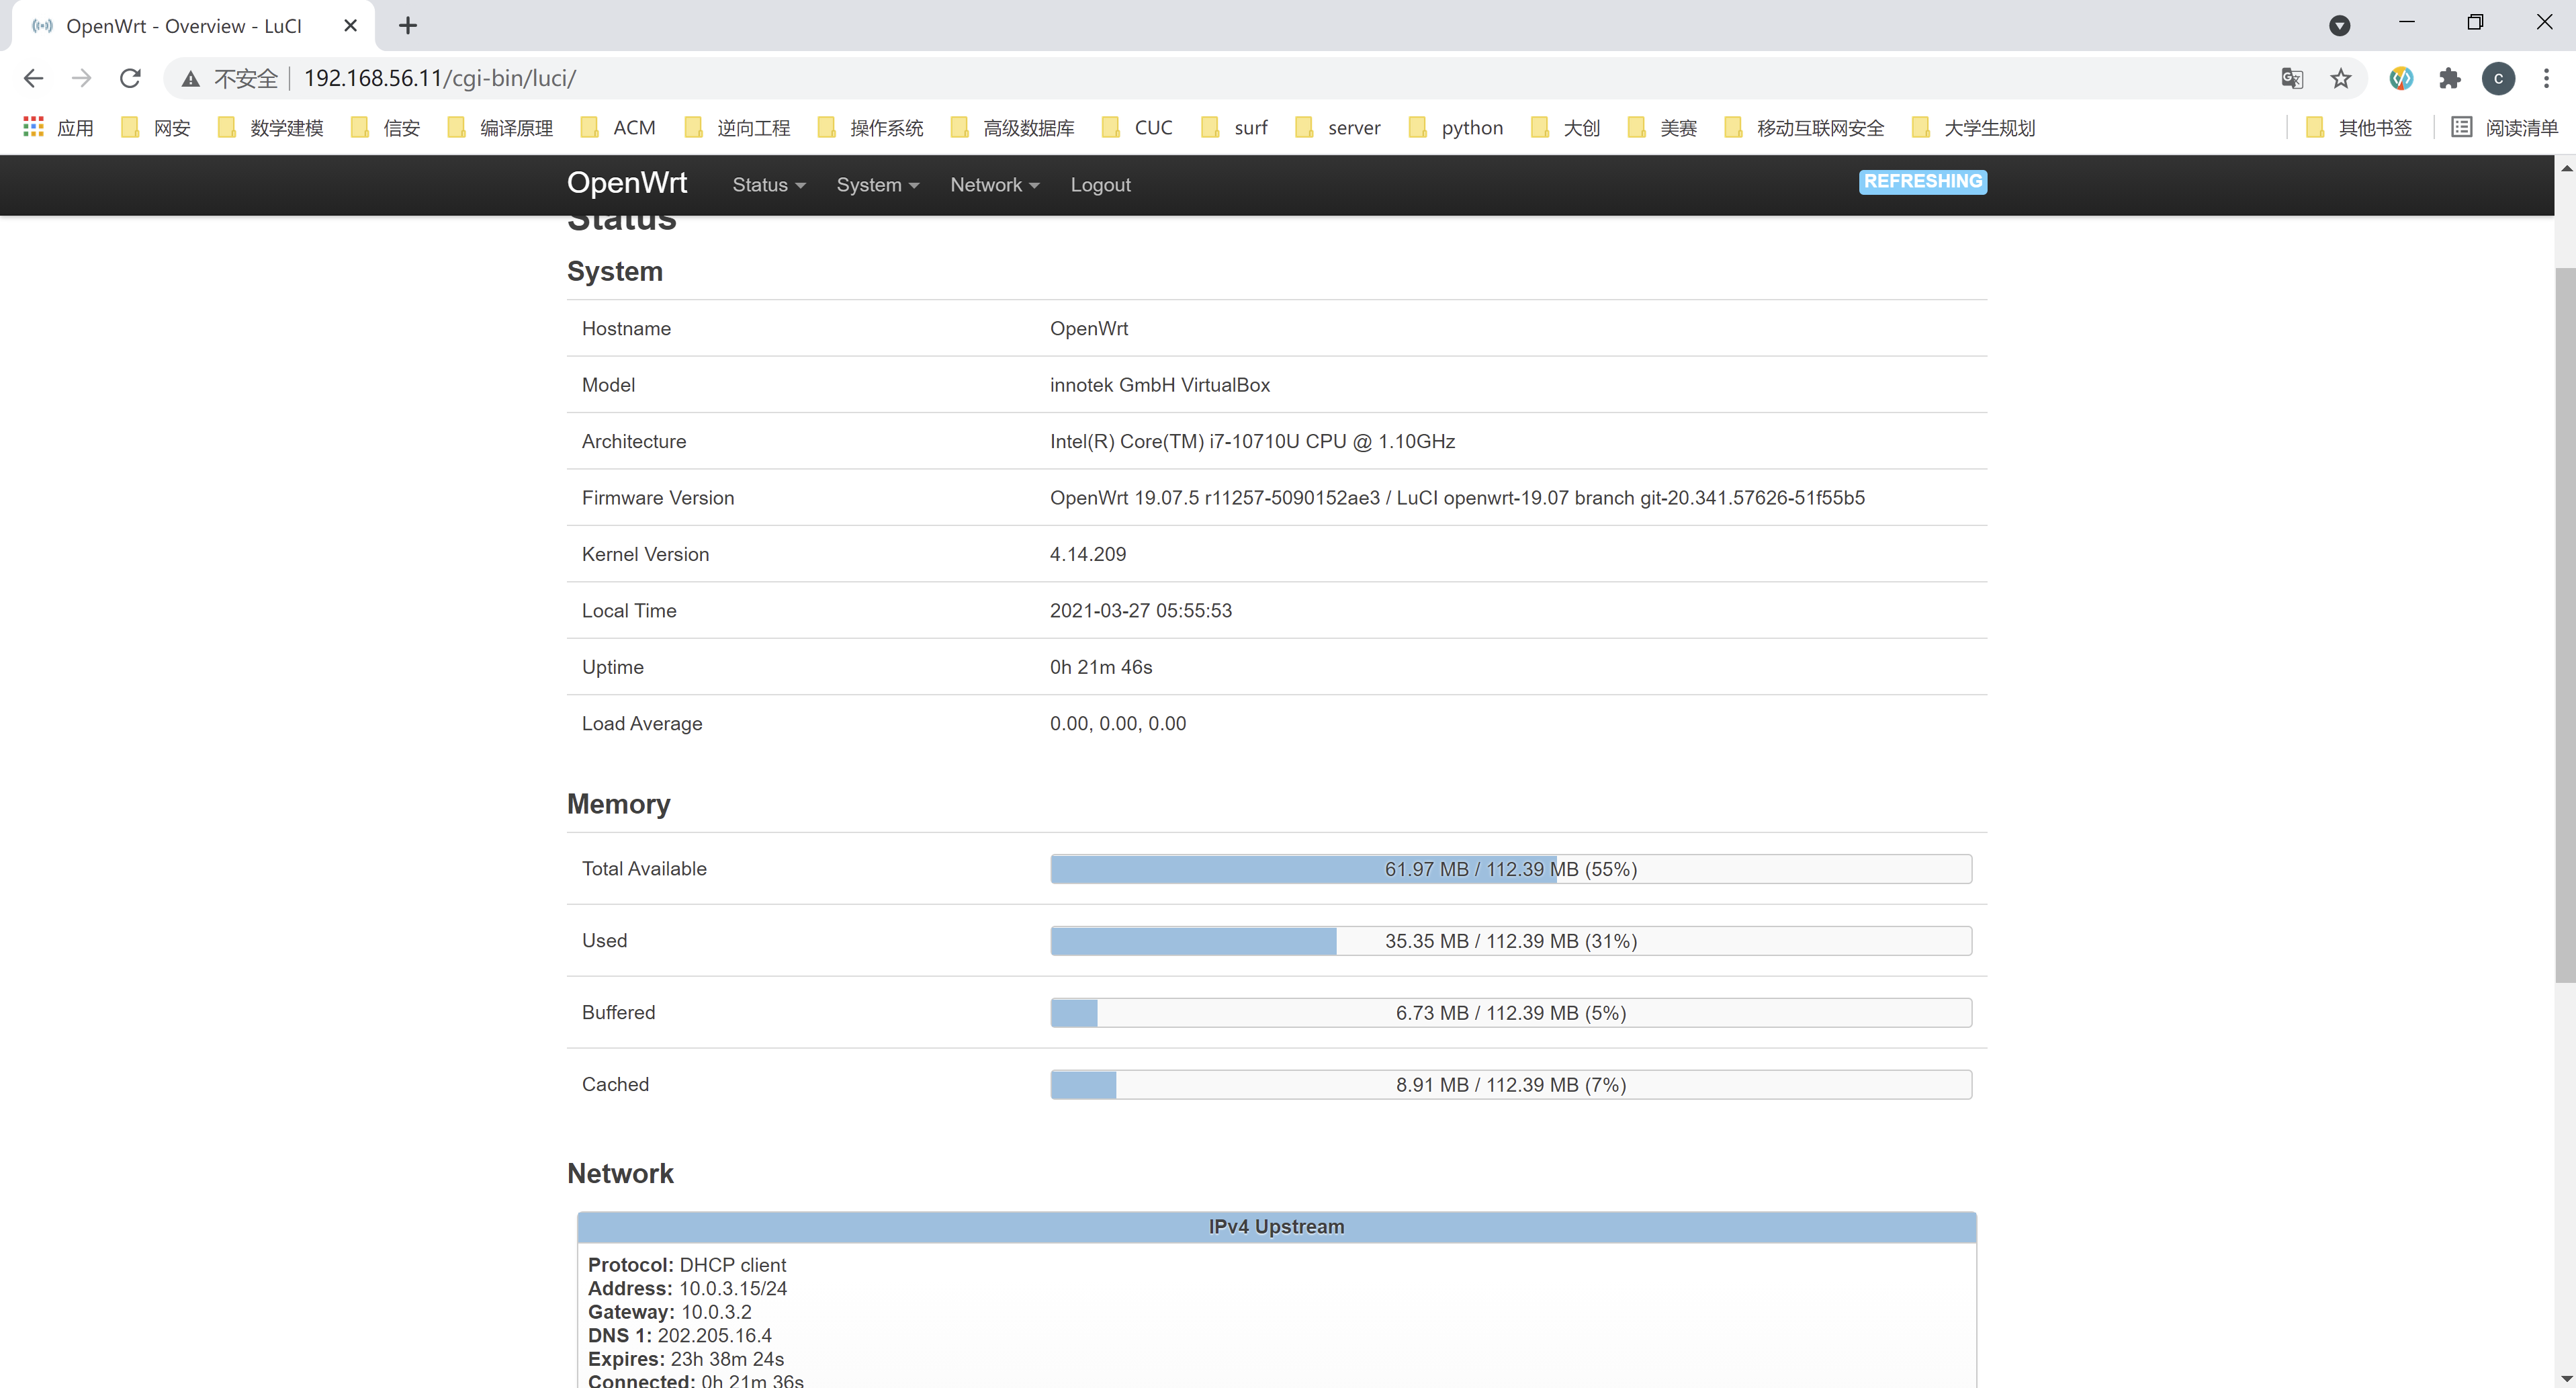 OpenWrt - Overview - LuCI
不安全 192.168.56.11/cgi-bin/luci/
C
应用 网安 数学建模 信安 编译原理 ACM 逆向工程 操作系统 高级数据库 CUC surf server python 大创 美赛 移动互联网安全 大学生规划 其他书签 阅读清单
OpenWrt Status System Network Logout REFRESHING
Status
System
Hostname OpenWrt
Model innotek GmbH VirtualBox
Architecture Intel(R) Core(TM) i7-10710U CPU @ 1.10GHz
Firmware Version OpenWrt 19.07.5 r11257-5090152ae3 / LuCI openwrt-19.07 branch git-20.341.57626-51f55b5
Kernel Version 4.14.209
Local Time 2021-03-27 05:55:53
Uptime 0h 21m 46s
Load Average 0.00, 0.00, 0.00
Memory
Total Available 61.97 MB / 112.39 MB (55%)
Used 35.35 MB / 112.39 MB (31%)
Buffered 6.73 MB / 112.39 MB (5%)
Cached 8.91 MB / 112.39 MB (7%)
Network
IPv4 Upstream
Protocol: DHCP client
Address: 10.0.3.15/24
Gateway: 10.0.3.2
DNS 1: 202.205.16.4
Expires: 23h 38m 24s
Connected: 0h 21m 36s